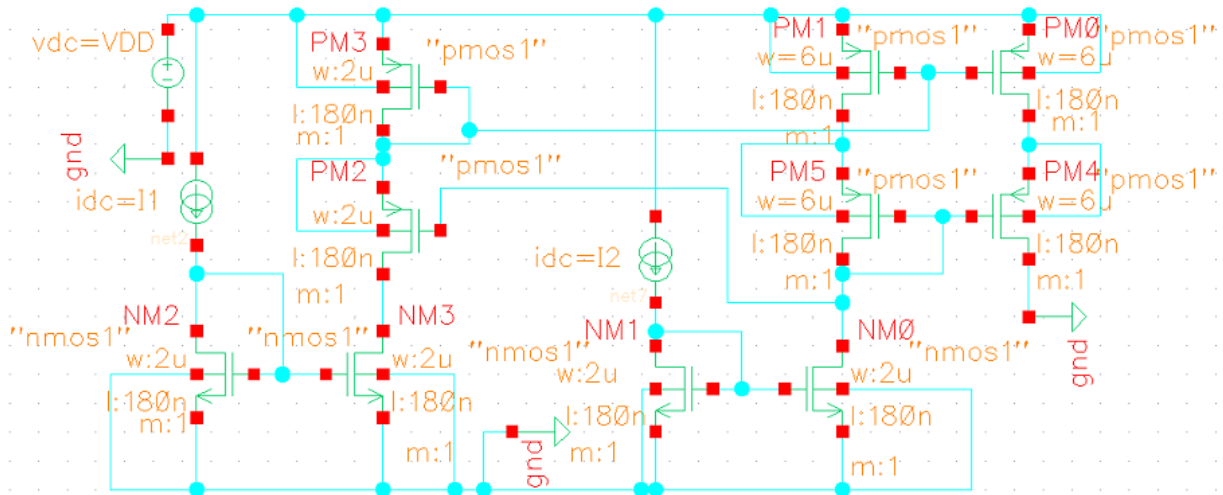 vdc=VDD
gnd
idc=I1
net2
PM3
"pmos1"
w:2u
l:180n
m:1
PM2
"pmos1"
w:2u
l:180n
m:1
NM2
"nmos1"
w:2u
l:180n
m:1
NM3
"nmos1"
w:2u
l:180n
m:1
gnd
idc=I2
net7
NM1
"nmos1"
w:2u
l:180n
m:1
NM0
"nmos1"
w:2u
l:180n
m:1
PM1
"pmos1"
w=6u
l:180n
m:1
PM0
"pmos1"
w=6u
l:180n
m:1
PM5
"pmos1"
w=6u
l:180n
m:1
PM4
"pmos1"
w=6u
l:180n
m:1
gnd